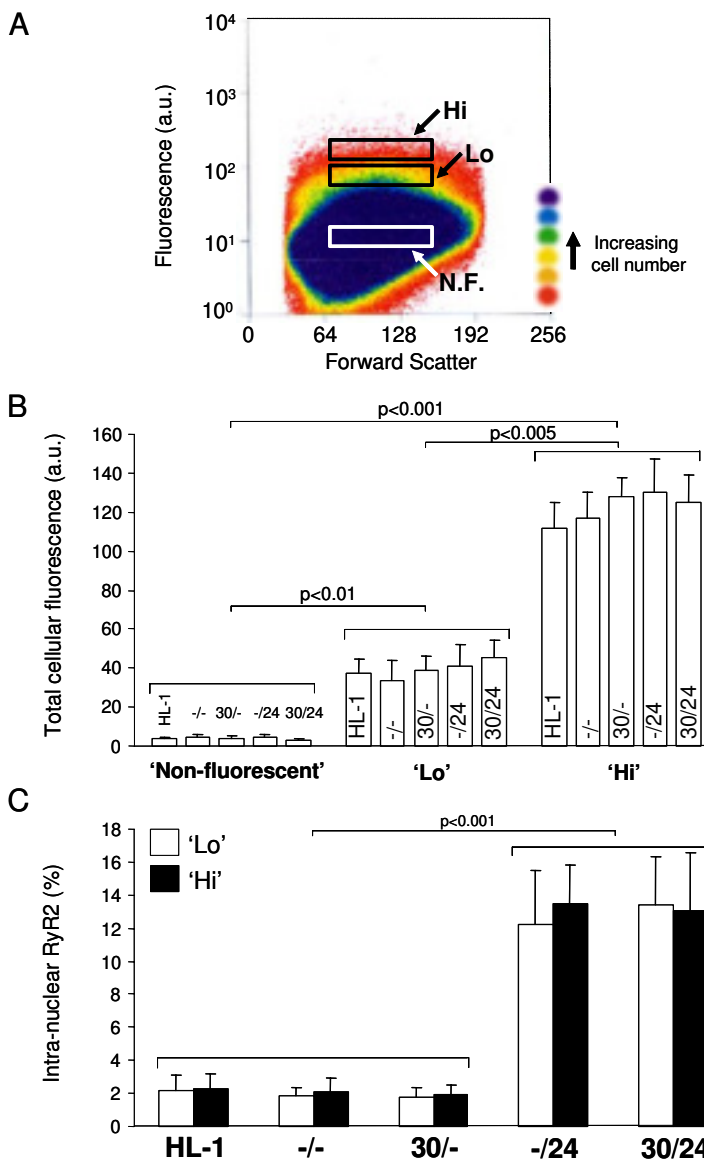 A
10⁴
10³
10²
10¹
10⁰
Fluorescence (a.u.)
Hi
Lo
N.F.
0 64 128 192 256
Forward Scatter
Increasing
cell number
B
Total cellular fluorescence (a.u.)
160
140
120
100
80
60
40
20
0
p<0.001
p<0.005
p<0.01
HL-1 -/- 30/- -/24 30/24
HL-1 -/- 30/- -/24 30/24
HL-1 -/- 30/- -/24 30/24
‘Non-fluorescent’ ‘Lo’ ‘Hi’
C
Intra-nuclear RyR2 (%)
18
16
14
12
10
8
6
4
2
0
‘Lo’
‘Hi’
p<0.001
HL-1 -/- 30/- -/24 30/24